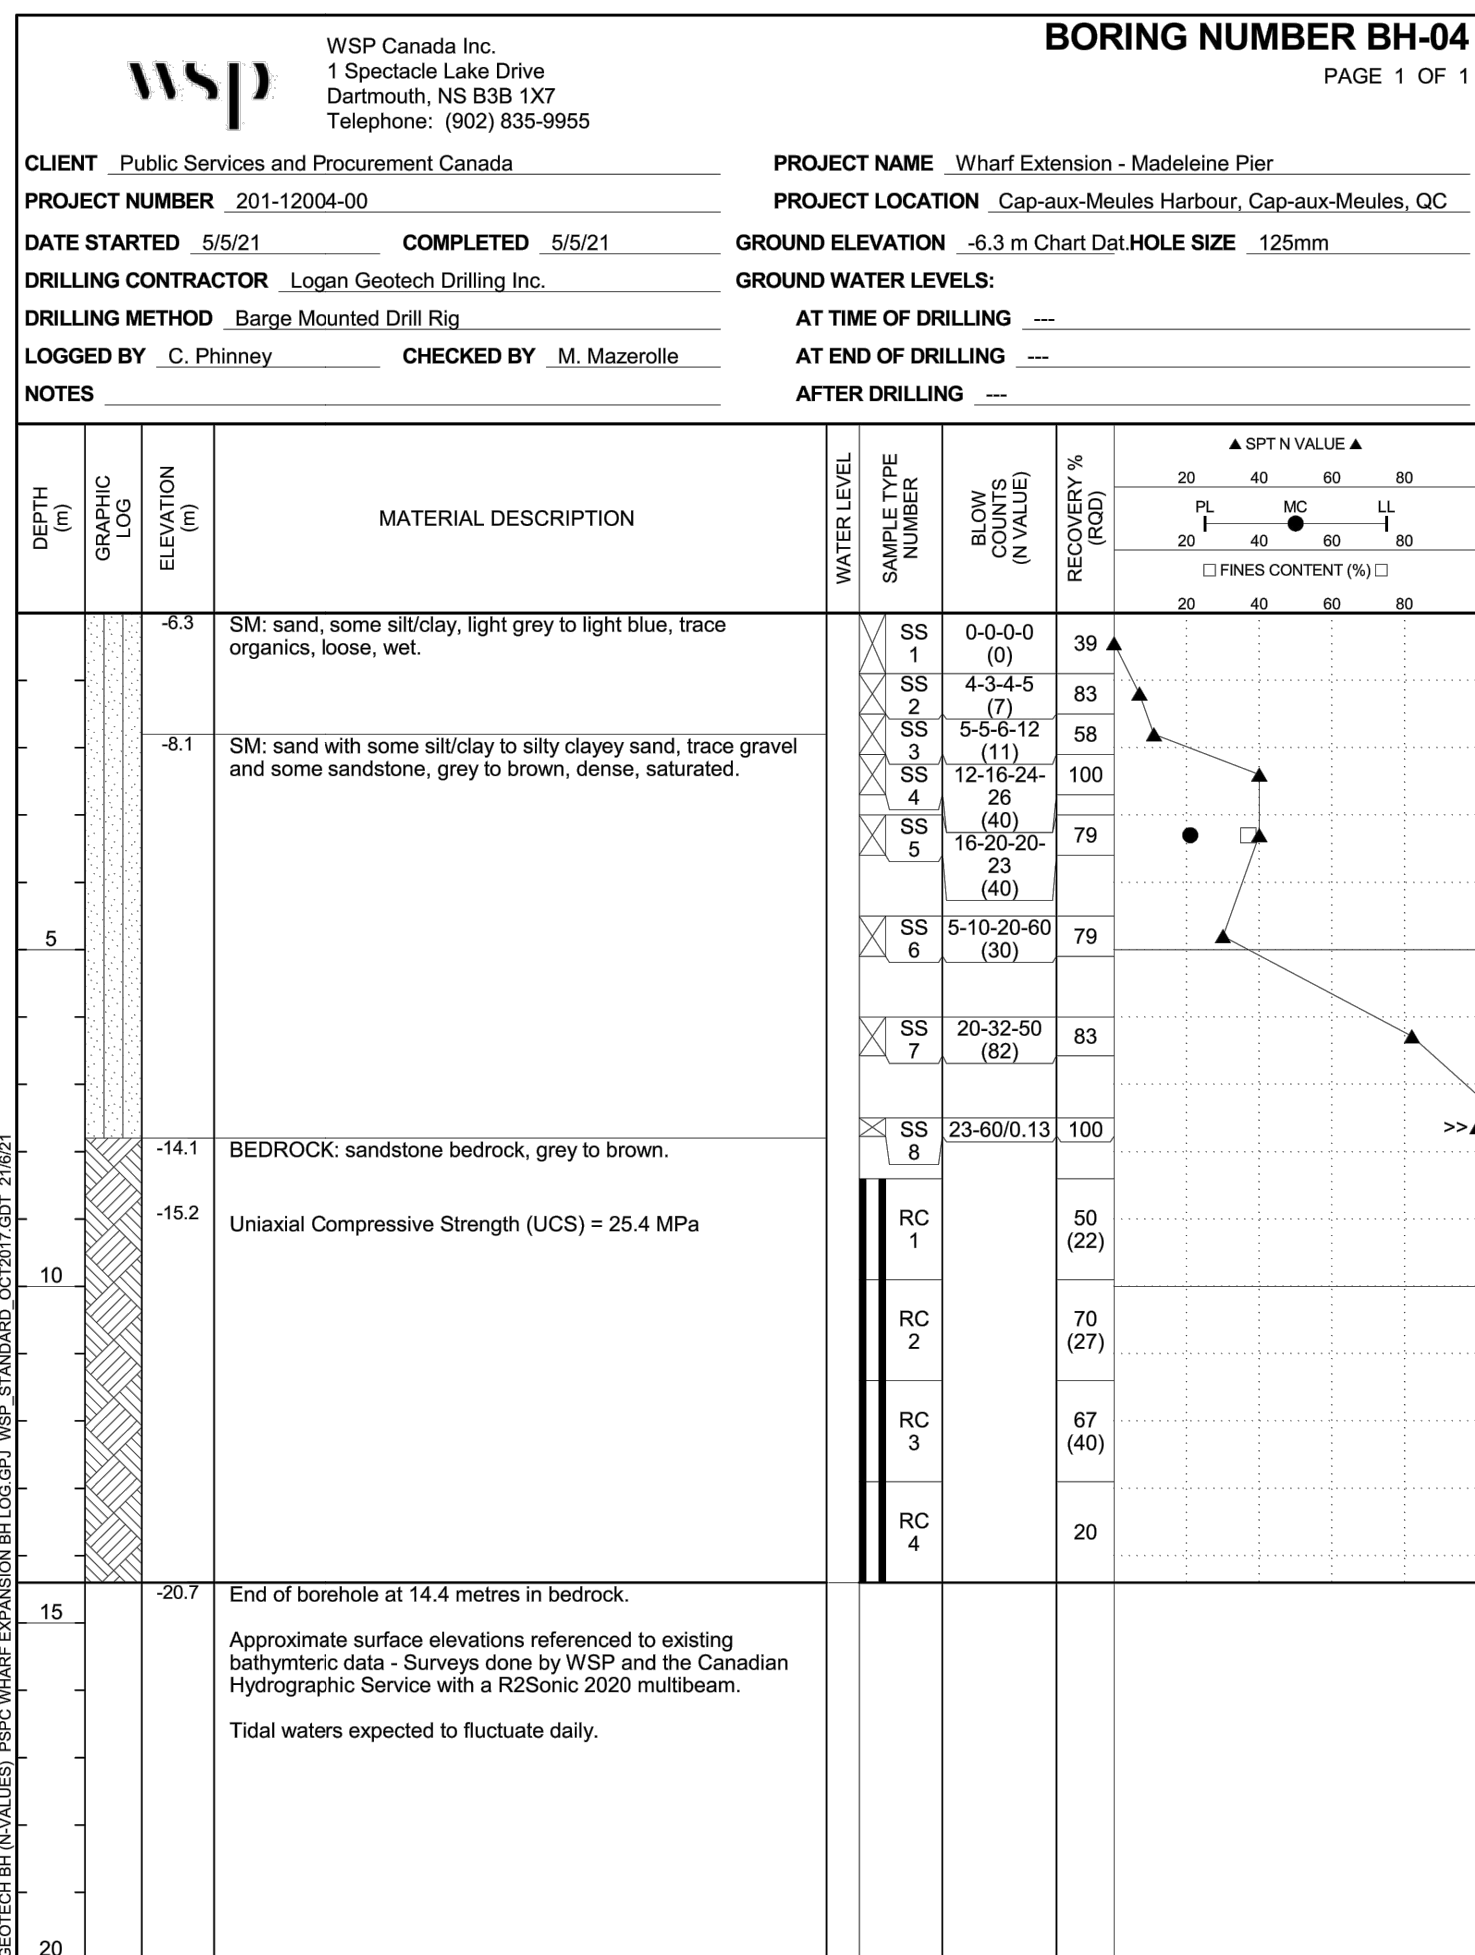 BORING NUMBER BH-04
PAGE 1 OF 1
wsp
WSP Canada Inc.
1 Spectacle Lake Drive
Dartmouth, NS B3B 1X7
Telephone: (902) 835-9955
CLIENT Public Services and Procurement Canada
PROJECT NAME Wharf Extension - Madeleine Pier
PROJECT NUMBER 201-12004-00
PROJECT LOCATION Cap-aux-Meules Harbour, Cap-aux-Meules, QC
DATE STARTED 5/5/21 COMPLETED 5/5/21
GROUND ELEVATION -6.3 m Chart Dat. HOLE SIZE 125mm
DRILLING CONTRACTOR Logan Geotech Drilling Inc.
GROUND WATER LEVELS:
DRILLING METHOD Barge Mounted Drill Rig
AT TIME OF DRILLING ---
LOGGED BY C. Phinney CHECKED BY M. Mazerolle
AT END OF DRILLING ---
NOTES
AFTER DRILLING ---
DEPTH
(m)
GRAPHIC
LOG
ELEVATION
(m)
MATERIAL DESCRIPTION
WATER LEVEL
SAMPLE TYPE
NUMBER
BLOW
COUNTS
(N VALUE)
RECOVERY %
(RQD)
▲ SPT N VALUE ▲
20 40 60 80
PL MC LL
20 40 60 80
□ FINES CONTENT (%) □
20 40 60 80
-6.3
SM: sand, some silt/clay, light grey to light blue, trace
organics, loose, wet.
SS
1
0-0-0-0
(0)
39
SS
2
4-3-4-5
(7)
83
-8.1
SM: sand with some silt/clay to silty clayey sand, trace gravel
and some sandstone, grey to brown, dense, saturated.
SS
3
5-5-6-12
(11)
58
SS
4
12-16-24-
26
(40)
100
SS
5
16-20-20-
23
(40)
79
5
SS
6
5-10-20-60
(30)
79
SS
7
20-32-50
(82)
83
SS
8
23-60/0.13
100
>>▲
-14.1
BEDROCK: sandstone bedrock, grey to brown.
-15.2
Uniaxial Compressive Strength (UCS) = 25.4 MPa
RC
1
50
(22)
10
RC
2
70
(27)
RC
3
67
(40)
RC
4
20
-20.7
End of borehole at 14.4 metres in bedrock.
15
Approximate surface elevations referenced to existing
bathymteric data - Surveys done by WSP and the Canadian
Hydrographic Service with a R2Sonic 2020 multibeam.
Tidal waters expected to fluctuate daily.
20
GEOTECH BH (N-VALUES) PSPC WHARF EXPANSION BH LOG.GPJ WSP_STANDARD_OCT2017.GDT 21/6/21